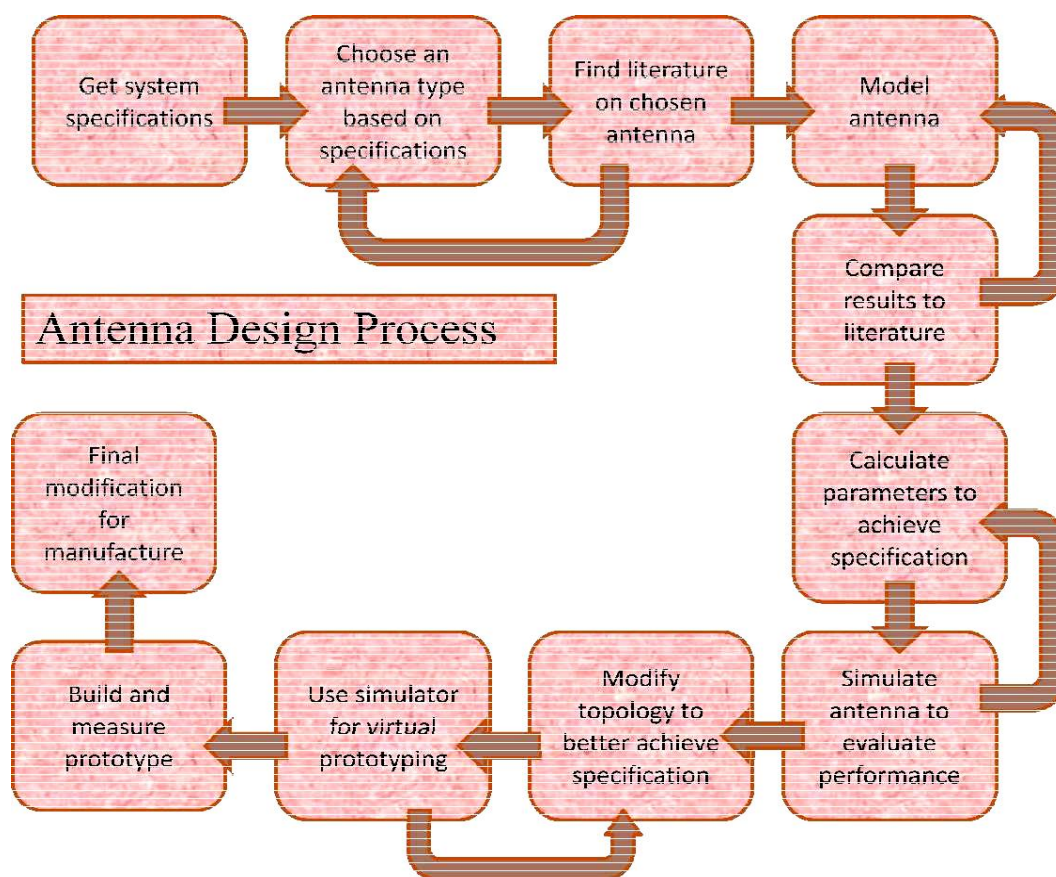 Get system
specifications
Choose an
antenna type
based on
specifications
Find literature
on chosen
antenna
Model
antenna
Compare
results to
literature
Antenna Design Process
Calculate
parameters to
achieve
specification
Simulate
antenna to
evaluate
performance
Modify
topology to
better achieve
specification
Use simulator
for virtual
prototyping
Build and
measure
prototype
Final
modification
for
manufacture